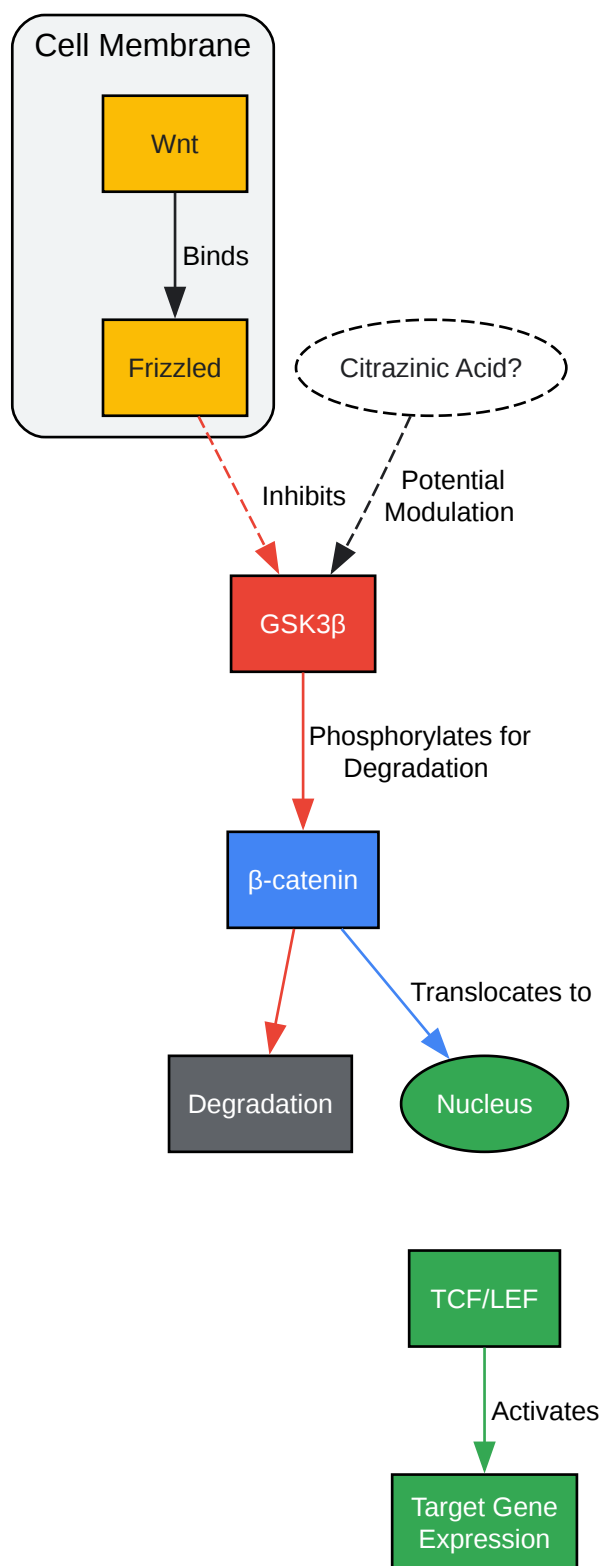 Cell Membrane
Wnt
Binds
Frizzled
Citrazinic Acid?
Inhibits
Potential
Modulation
GSK3β
Phosphorylates for
Degradation
β-catenin
Translocates to
Degradation
Nucleus
TCF/LEF
Activates
Target Gene
Expression